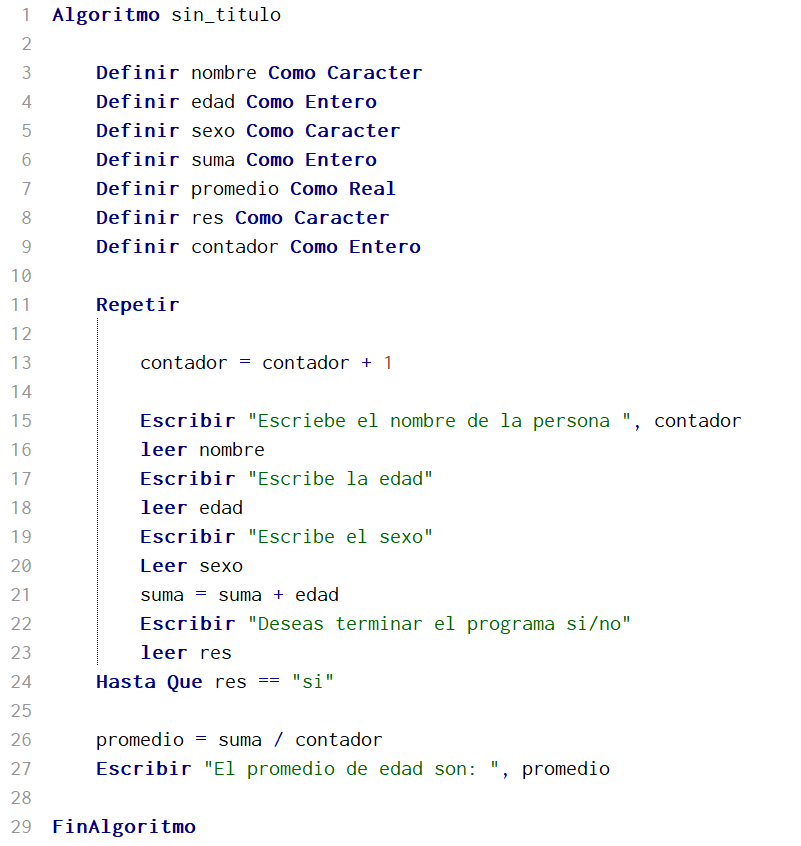 1 Algoritmo sin_titulo
2
3 Definir nombre Como Caracter
4 Definir edad Como Entero
5 Definir sexo Como Caracter
6 Definir suma Como Entero
7 Definir promedio Como Real
8 Definir res Como Caracter
9 Definir contador Como Entero
10
11 Repetir
12
13 contador = contador + 1
14
15 Escribir "Escriebe el nombre de la persona ", contador
16 leer nombre
17 Escribir "Escribe la edad"
18 leer edad
19 Escribir "Escribe el sexo"
20 Leer sexo
21 suma = suma + edad
22 Escribir "Deseas terminar el programa si/no"
23 leer res
24 Hasta Que res == "si"
25
26 promedio = suma / contador
27 Escribir "El promedio de edad son: ", promedio
28
29 FinAlgoritmo